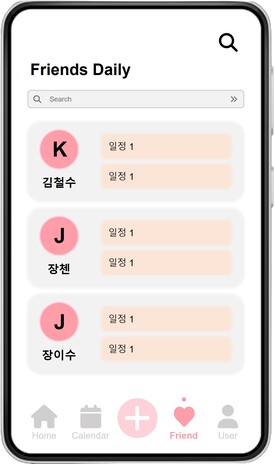 Friends Daily
Search
K
김철수
일정 1
일정 1
J
장첸
일정 1
일정 1
J
장이수
일정 1
일정 1
Home
Calendar
Friend
User